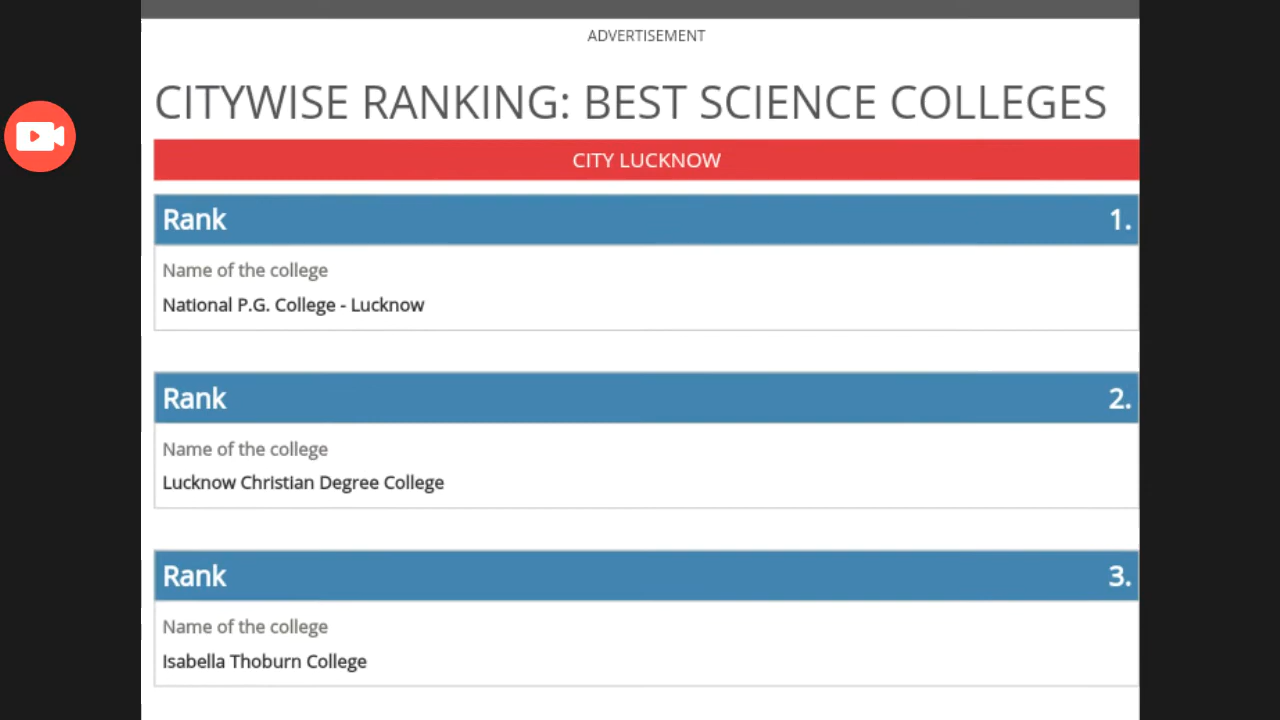 ADVERTISEMENT
CITYWISE RANKING: BEST SCIENCE COLLEGES
CITY LUCKNOW
Rank 1.
Name of the college
National P.G. College - Lucknow
Rank 2.
Name of the college
Lucknow Christian Degree College
Rank 3.
Name of the college
Isabella Thoburn College